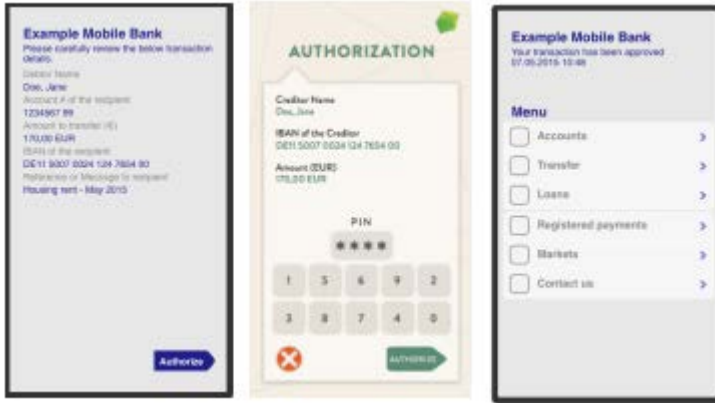 Example Mobile Bank
Please carefully review the below transaction
details.
Debtor Name
Doe, Jane
Account # of the recipient
1234567 89
Amount to transfer (€)
170,00 EUR
IBAN of the recipient
DE11 5007 0024 124 7654 00
Reference or Message to recipient
Housing rent - May 2015
Authorize
AUTHORIZATION
Creditor Name
Doe, Jane
IBAN of the Creditor
DE11 5007 0024 124 7654 00
Amount (EUR)
170,00 EUR
PIN
****
1 5 6 9 2
3 8 7 4 0
AUTHORIZE
Example Mobile Bank
Your transaction has been approved
07.05.2015 10:46
Menu
Accounts
Transfer
Loans
Registered payments
Markets
Contact us